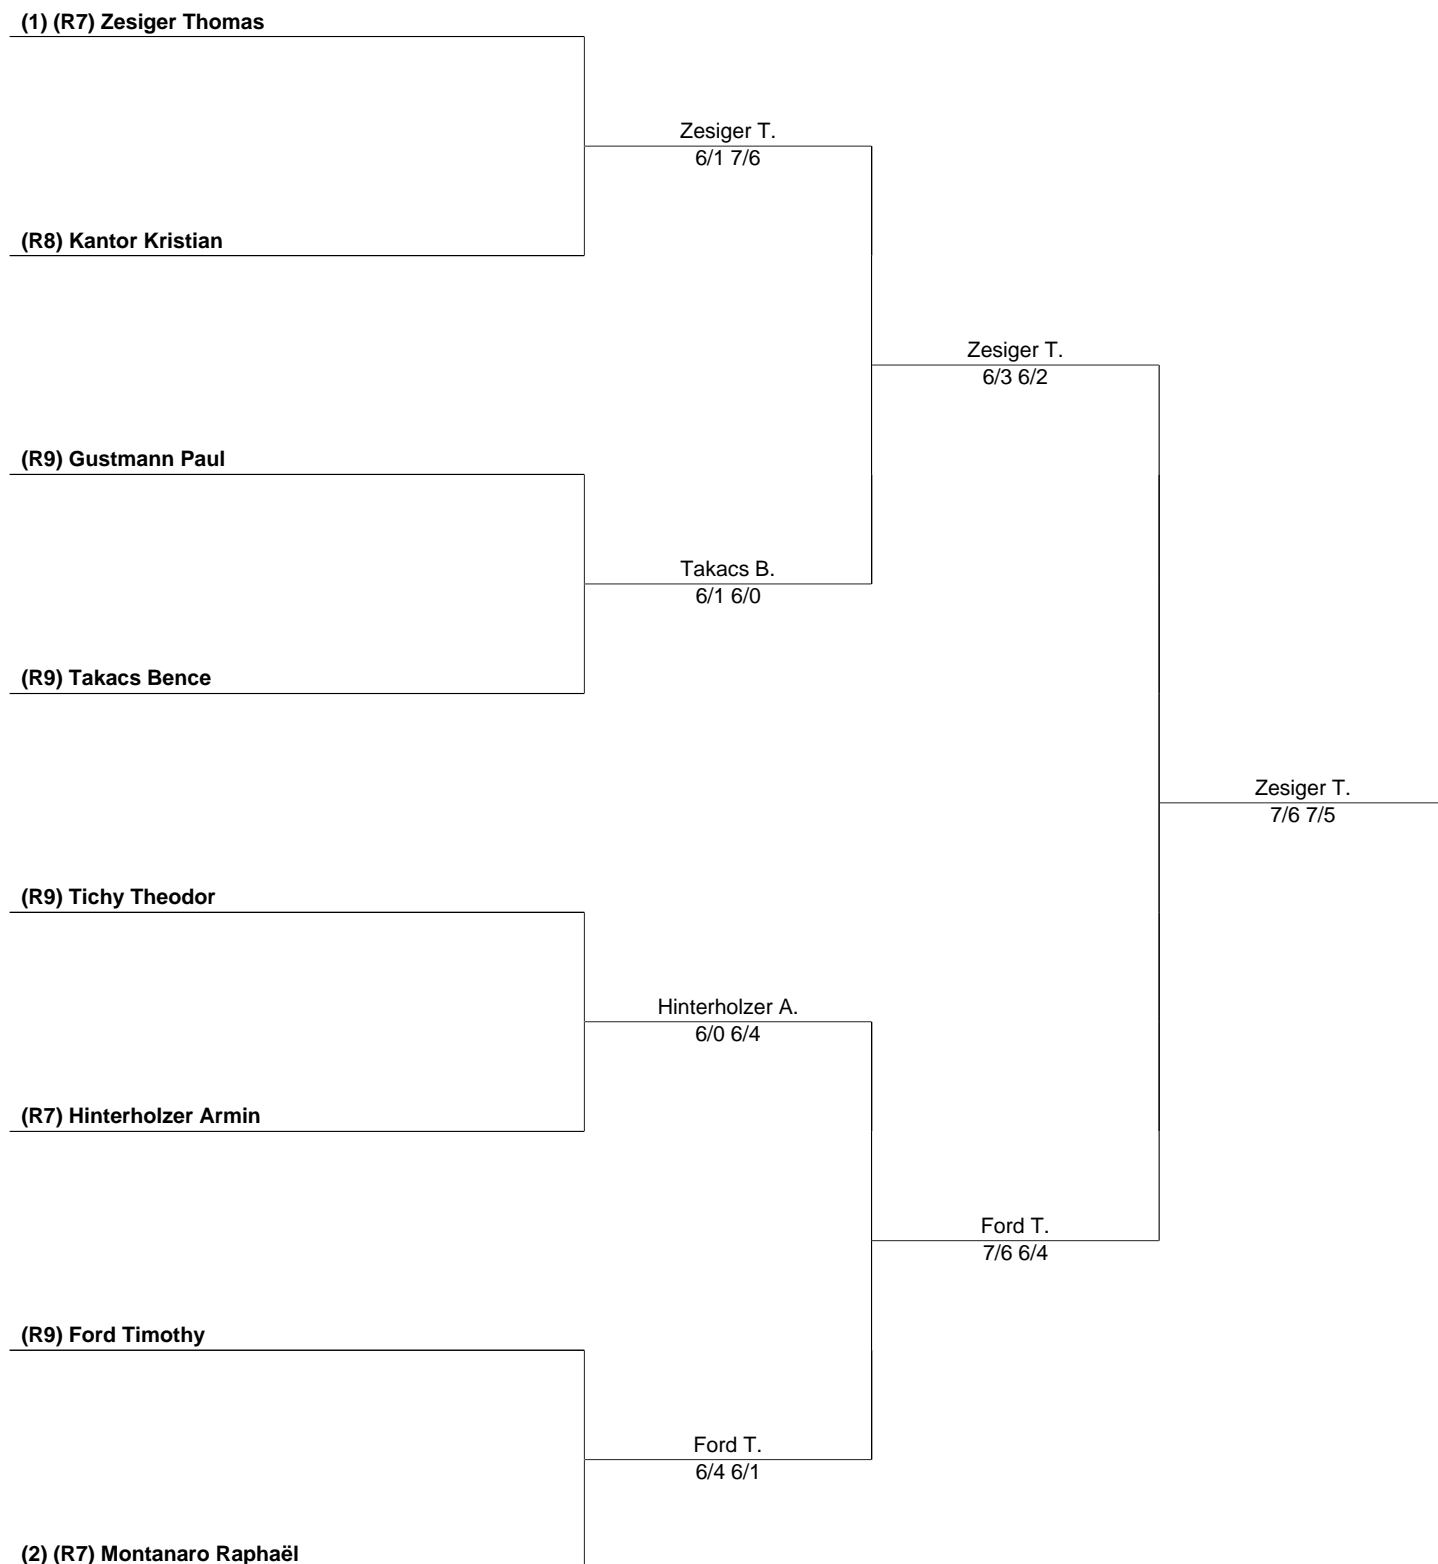 (1) (R7) Zesiger Thomas
Zesiger T.
6/1 7/6
(R8) Kantor Kristian
Zesiger T.
6/3 6/2
(R9) Gustmann Paul
Takacs B.
6/1 6/0
(R9) Takacs Bence
Zesiger T.
7/6 7/5
(R9) Tichy Theodor
Hinterholzer A.
6/0 6/4
(R7) Hinterholzer Armin
Ford T.
7/6 6/4
(R9) Ford Timothy
Ford T.
6/4 6/1
(2) (R7) Montanaro Raphaël